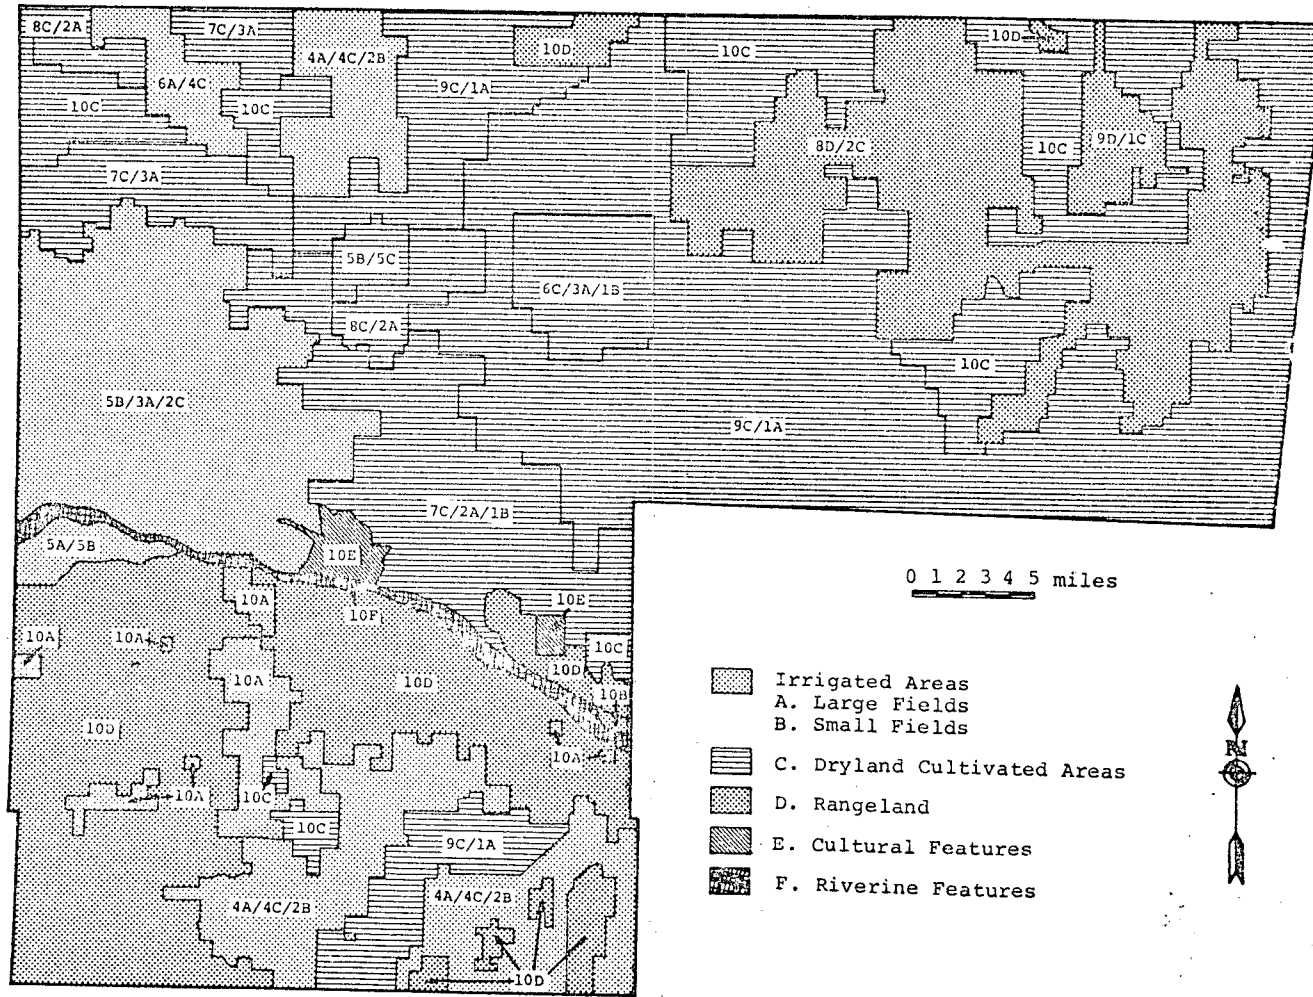 8C/2A
7C/3A
4A/4C/2B
10D
10C
10D
6A/4C
9C/1A
10C
10C
8D/2C
10C
9D/1C
7C/3A
5B/5C
6C/3A/1B
8C/2A
10C
5B/3A/2C
9C/1A
7C/2A/1B
5A/5B
10E
10A
10F
10E
10A
10A
10C
10D
10A
10D
10B
10D
10A
10A
10C
10C
9C/1A
4A/4C/2B
4A/4C/2B
10D
0 1 2 3 4 5 miles
Irrigated Areas
A. Large Fields
B. Small Fields
C. Dryland Cultivated Areas
D. Rangeland
E. Cultural Features
F. Riverine Features
N